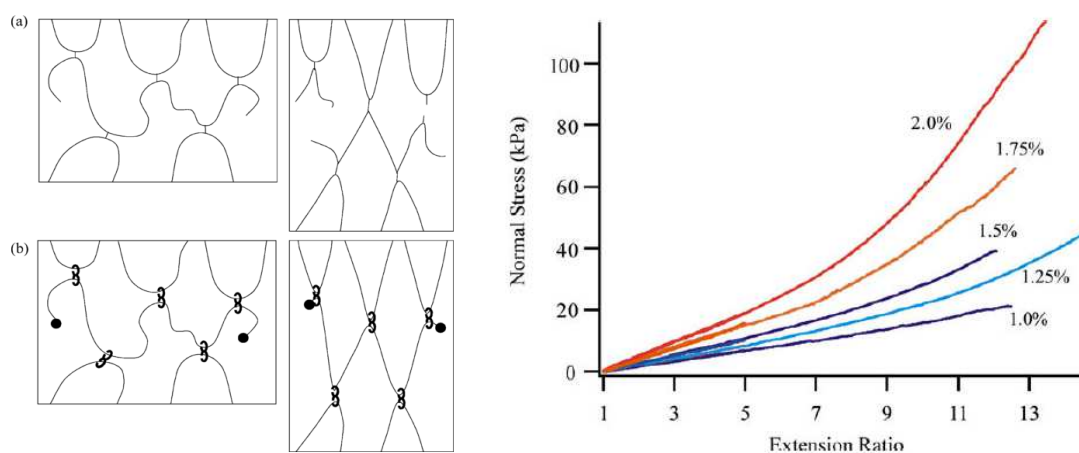 (a)
(b)
Normal Stress (kPa)
100
80
60
40
20
0
2.0%
1.75%
1.5%
1.25%
1.0%
1 3 5 7 9 11 13
Extension Ratio